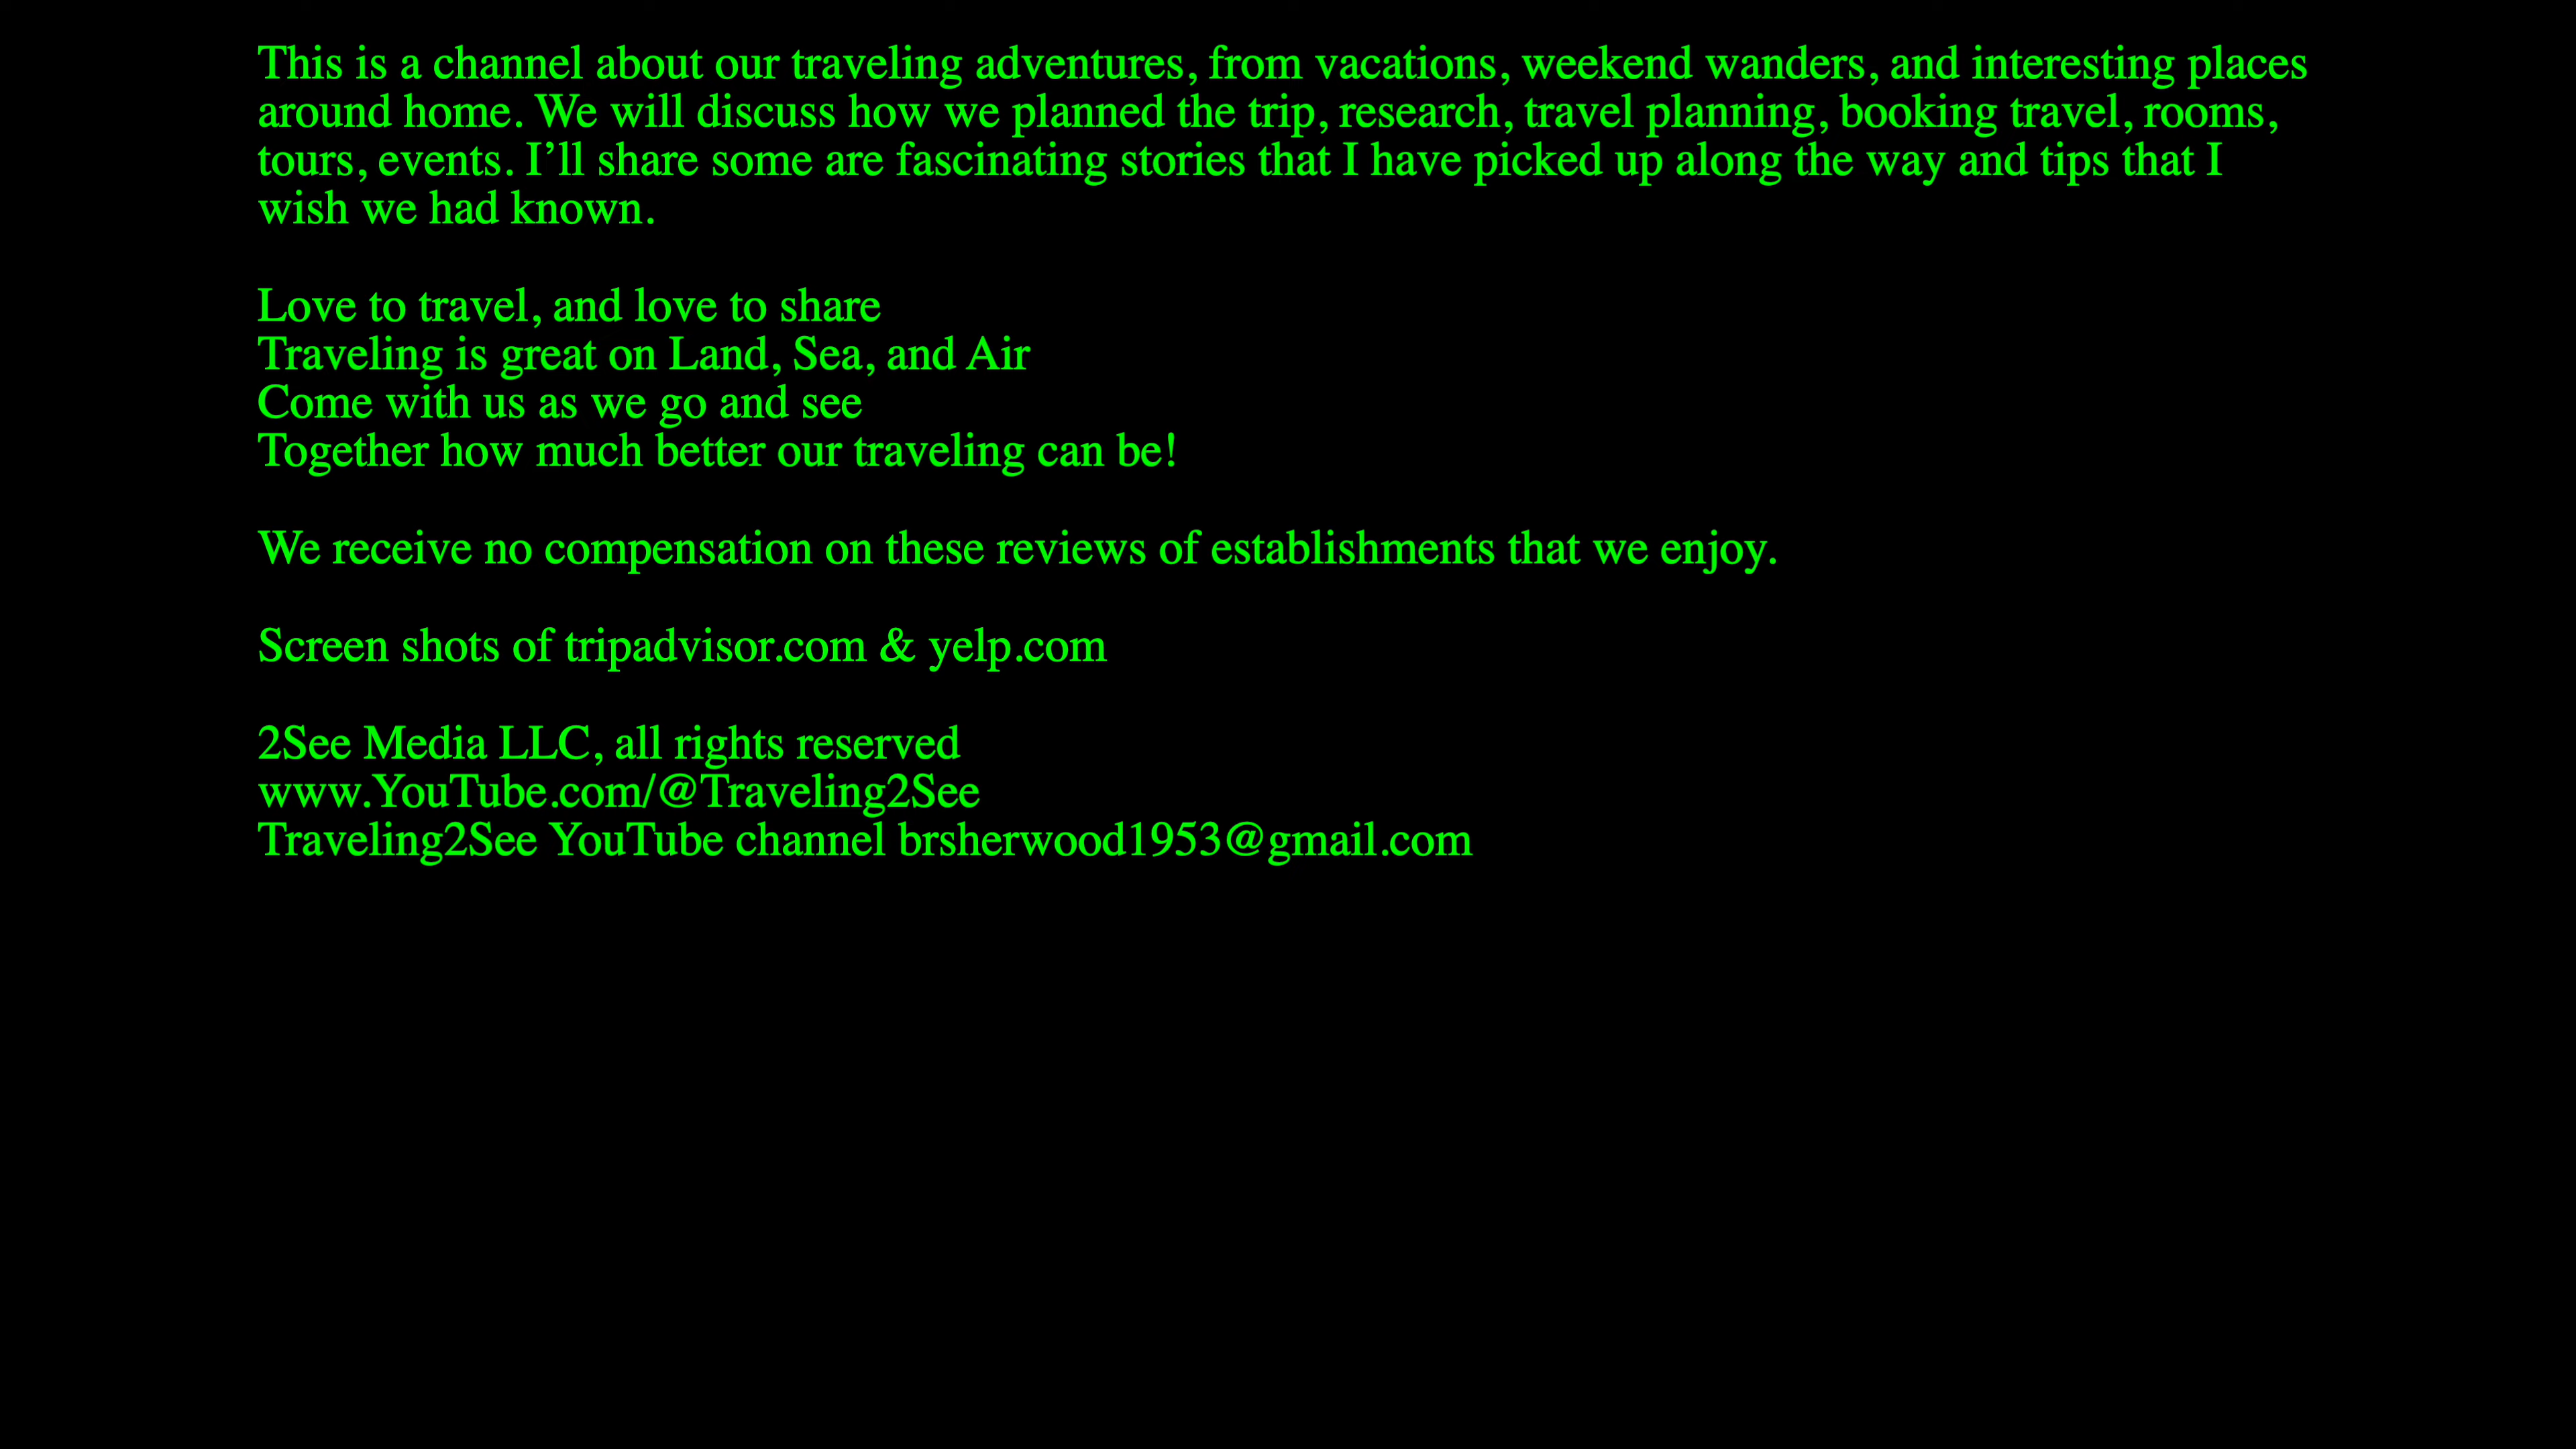 This is a channel about our traveling adventures, from vacations, weekend wanders, and interesting places
around home. We will discuss how we planned the trip, research, travel planning, booking travel, rooms,
tours, events. I’ll share some are fascinating stories that I have picked up along the way and tips that I
wish we had known.
Love to travel, and love to share
Traveling is great on Land, Sea, and Air
Come with us as we go and see
Together how much better our traveling can be!
We receive no compensation on these reviews of establishments that we enjoy.
Screen shots of tripadvisor.com & yelp.com
2See Media LLC, all rights reserved
www.YouTube.com/@Traveling2See
Traveling2See YouTube channel brsherwood1953@gmail.com